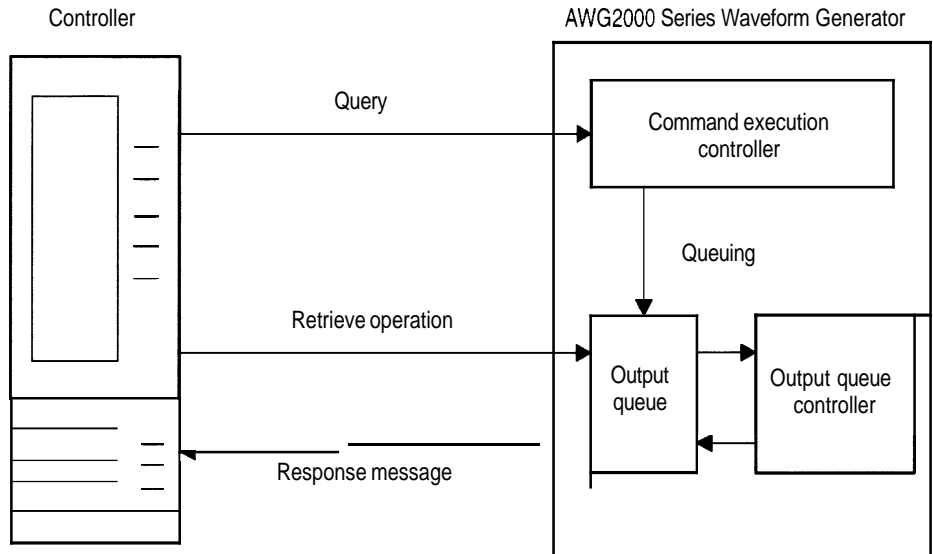 Controller
AWG2000 Series Waveform Generator
Query
Command execution
controller
Queuing
Retrieve operation
Output
queue
Output queue
controller
Response message